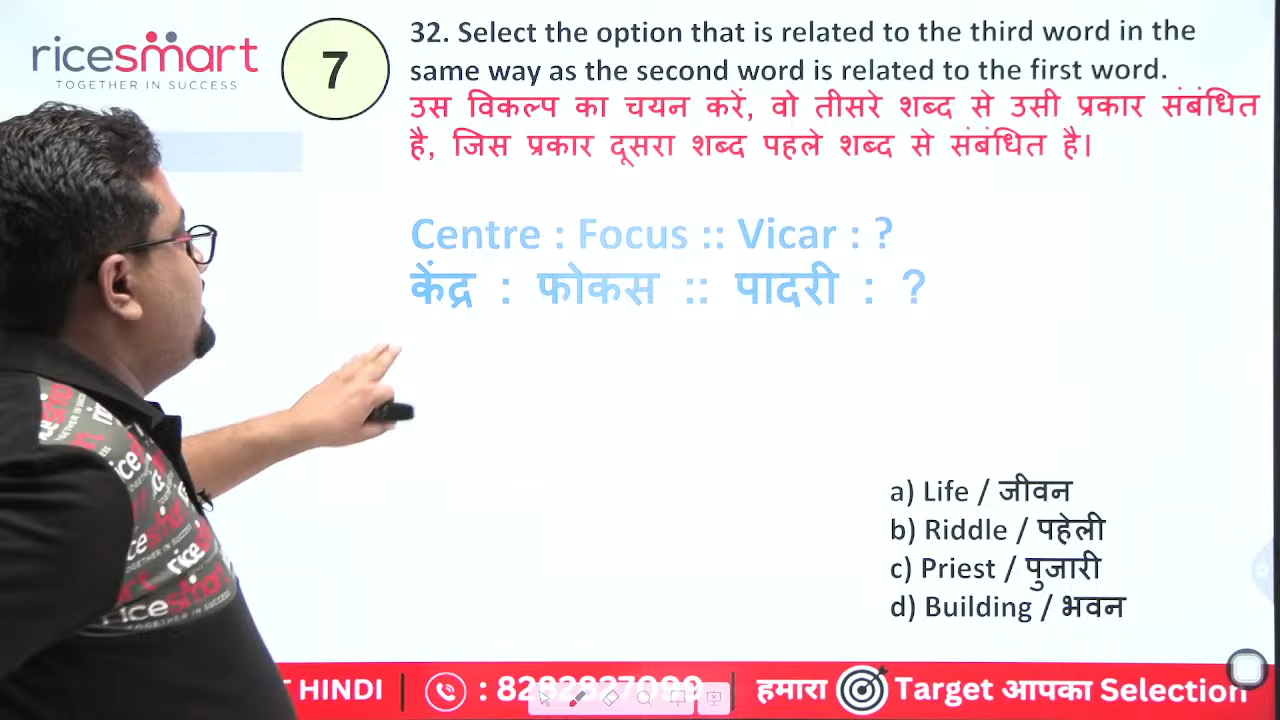 ricesmart
TOGETHER IN SUCCESS
7
32. Select the option that is related to the third word in the
same way as the second word is related to the first word.
उस विकल्प का चयन करें, वो तीसरे शब्द से उसी प्रकार संबंधित
है, जिस प्रकार दूसरा शब्द पहले शब्द से संबंधित है।
Centre : Focus :: Vicar : ?
केंद्र : फोकस :: पादरी : ?
a) Life / जीवन
b) Riddle / पहेली
c) Priest / पुजारी
d) Building / भवन
HINDI
हमारा Target आपका Selection